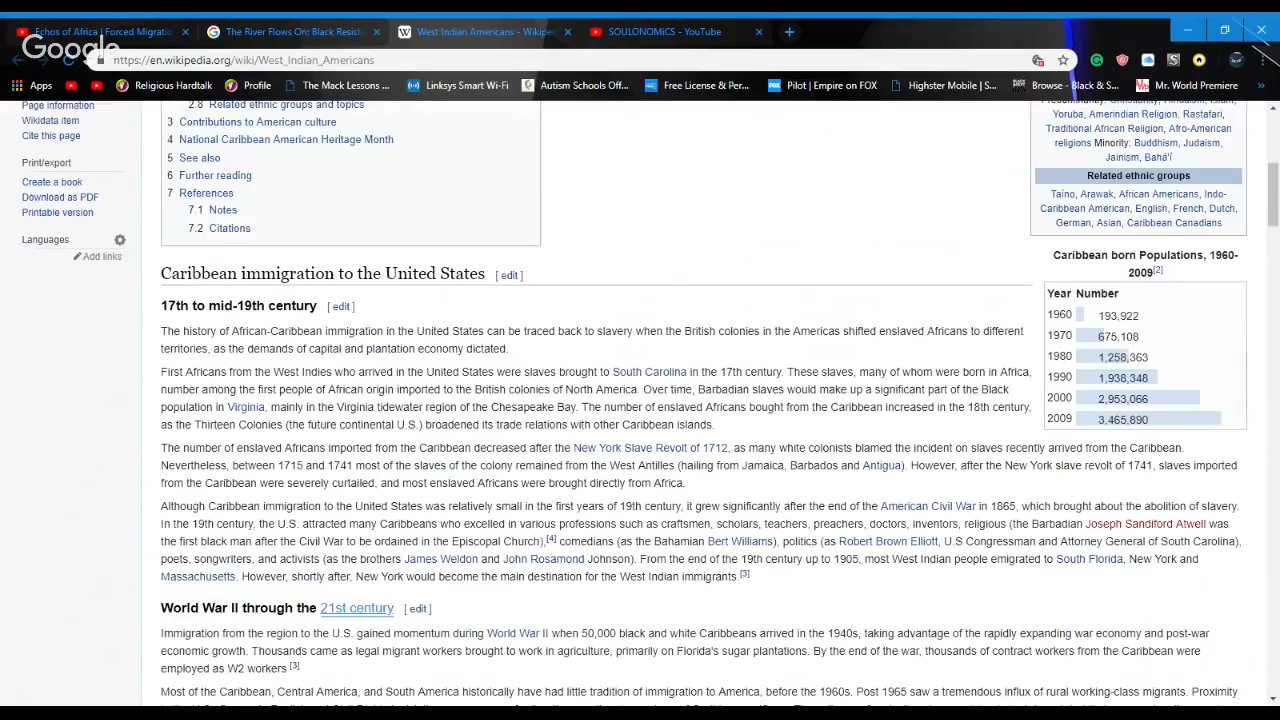 Echos of Africa | Forced Migratio
The River Flows On: Black Resist
West Indian Americans - Wikipe
SOULONOMiCS - YouTube
Google
https://en.wikipedia.org/wiki/West_Indian_Americans
Apps
Religious Hardtalk
Profile
The Mack Lessons ...
Linksys Smart Wi-Fi
Autism Schools Off...
Free License & Per...
Pilot | Empire on FOX
Highster Mobile | S...
Browse - Black & S...
Mr. World Premiere
Page information
Wikidata item
Cite this page
Print/export
Create a book
Download as PDF
Printable version
Languages
Add links
2.8 Related ethnic groups and topics
3 Contributions to American culture
4 National Caribbean American Heritage Month
5 See also
6 Further reading
7 References
7.1 Notes
7.2 Citations
Predominantly: Christianity, Hinduism, Islam,
Yoruba, Amerindian Religion, Rastafari,
Traditional African Religion, Afro-American
religions Minority: Buddhism, Judaism,
Jainism, Bahá'í
Related ethnic groups
Taíno, Arawak, African Americans, Indo-
Caribbean American, English, French, Dutch,
German, Asian, Caribbean Canadians
Caribbean born Populations, 1960-
2009[2]
Year Number
1960 193,922
1970 675,108
1980 1,258,363
1990 1,938,348
2000 2,953,066
2009 3,465,890
Caribbean immigration to the United States [ edit ]
17th to mid-19th century [ edit ]
The history of African-Caribbean immigration in the United States can be traced back to slavery when the British colonies in the Americas shifted enslaved Africans to different
territories, as the demands of capital and plantation economy dictated.
First Africans from the West Indies who arrived in the United States were slaves brought to South Carolina in the 17th century. These slaves, many of whom were born in Africa,
number among the first people of African origin imported to the British colonies of North America. Over time, Barbadian slaves would make up a significant part of the Black
population in Virginia, mainly in the Virginia tidewater region of the Chesapeake Bay. The number of enslaved Africans bought from the Caribbean increased in the 18th century,
as the Thirteen Colonies (the future continental U.S.) broidened its trade relations with other Caribbean islands.
The number of enslaved Africans imported from the Caribbean decreased after the New York Slave Revolt of 1712, as many white colonists blamed the incident on slaves recently arrived from the Caribbean.
Nevertheless, between 1715 and 1741 most of the slaves of the colony remained from the West Antilles (hailing from Jamaica, Barbados and Antigua). However, after the New York slave revolt of 1741, slaves imported
from the Caribbean were severely curtailed, and most enslaved Africans were brought directly from Africa.
Although Caribbean immigration to the United States was relatively small in the first years of 19th century, it grew significantly after the end of the American Civil War in 1865, which brought about the abolition of slavery.
In the 19th century, the U.S. attracted many Caribbeans who excelled in various professions such as craftsmen, scholars, teachers, preachers, doctors, inventors, religious (the Barbadian Joseph Sandiford Atwell was
the first black man after the Civil War to be ordained in the Episcopal Church),[4] comedians (as the Bahamian Bert Williams), politics (as Robert Brown Elliott, U.S Congressman and Attorney General of South Carolina),
poets, songwriters, and activists (as the brothers James Weldon and John Rosamond Johnson). From the end of the 19th century up to 1905, most West Indian people emigrated to South Florida, New York and
Massachusetts. However, shortly after, New York would become the main destination for the West Indian immigrants.[3]
World War II through the 21st century [ edit ]
Immigration from the region to the U.S. gained momentum during World War II when 50,000 black and white Caribbeans arrived in the 1940s, taking advantage of the rapidly expanding war economy and post-war
economic growth. Thousands came as legal migrant workers brought to work in agriculture, primarily on Florida's sugar plantations. By the end of the war, thousands of contract workers from the Caribbean were
employed as W2 workers [3]
Most of the Caribbean, Central America, and South America historically have had little tradition of immigration to America, before the 1960s. Post 1965 saw a tremendous influx of rural working-class migrants. Proximity